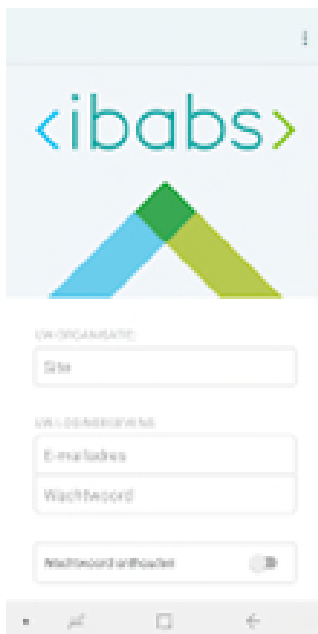 <ibabs>
UW ORGANISATIE
Site
UW LOGINGEGEVENS
E-mailadres
Wachtwoord
Wachtwoord onthouden